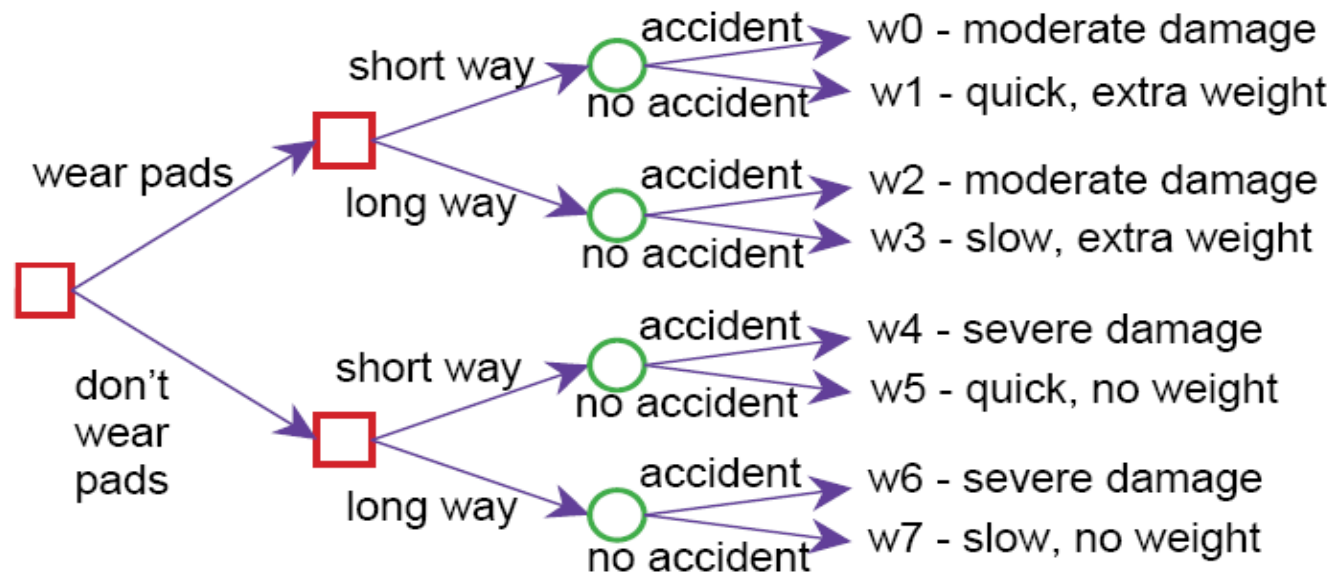 accident
w0 - moderate damage
short way
no accident
w1 - quick, extra weight
wear pads
accident
w2 - moderate damage
long way
no accident
w3 - slow, extra weight
accident
w4 - severe damage
short way
no accident
w5 - quick, no weight
don't
wear
pads
accident
w6 - severe damage
long way
no accident
w7 - slow, no weight